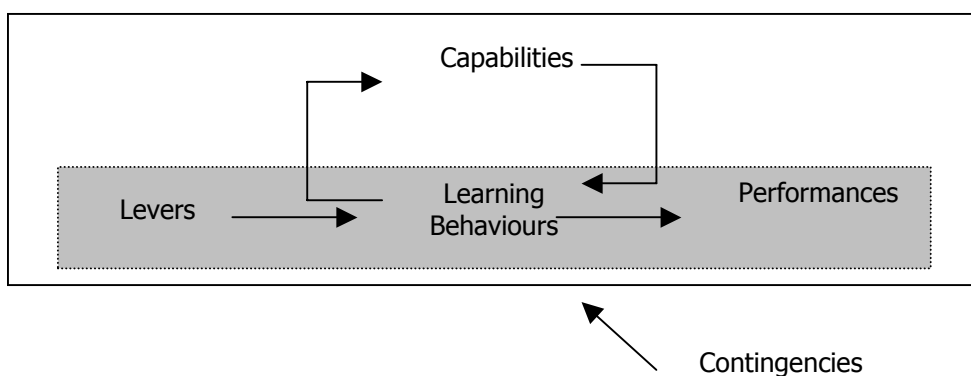 Capabilities
Levers
Learning
Behaviours
Performances
Contingencies